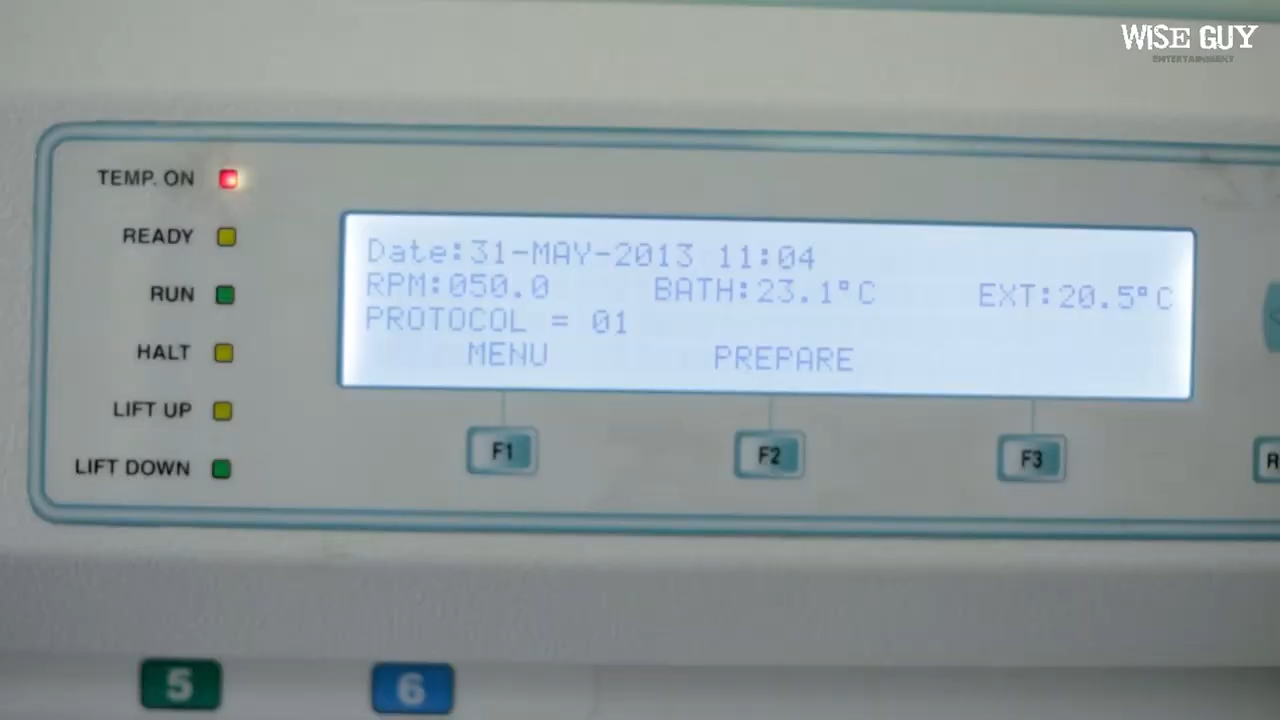 WISE GUY
ENTERTAINMENT
TEMP. ON
READY
RUN
HALT
LIFT UP
LIFT DOWN
Date:31-MAY-2013 11:04
RPM:050.0 BATH:23.1°C EXT:20.5°C
PROTOCOL = 01
MENU PREPARE
F1 F2 F3 R
5 6